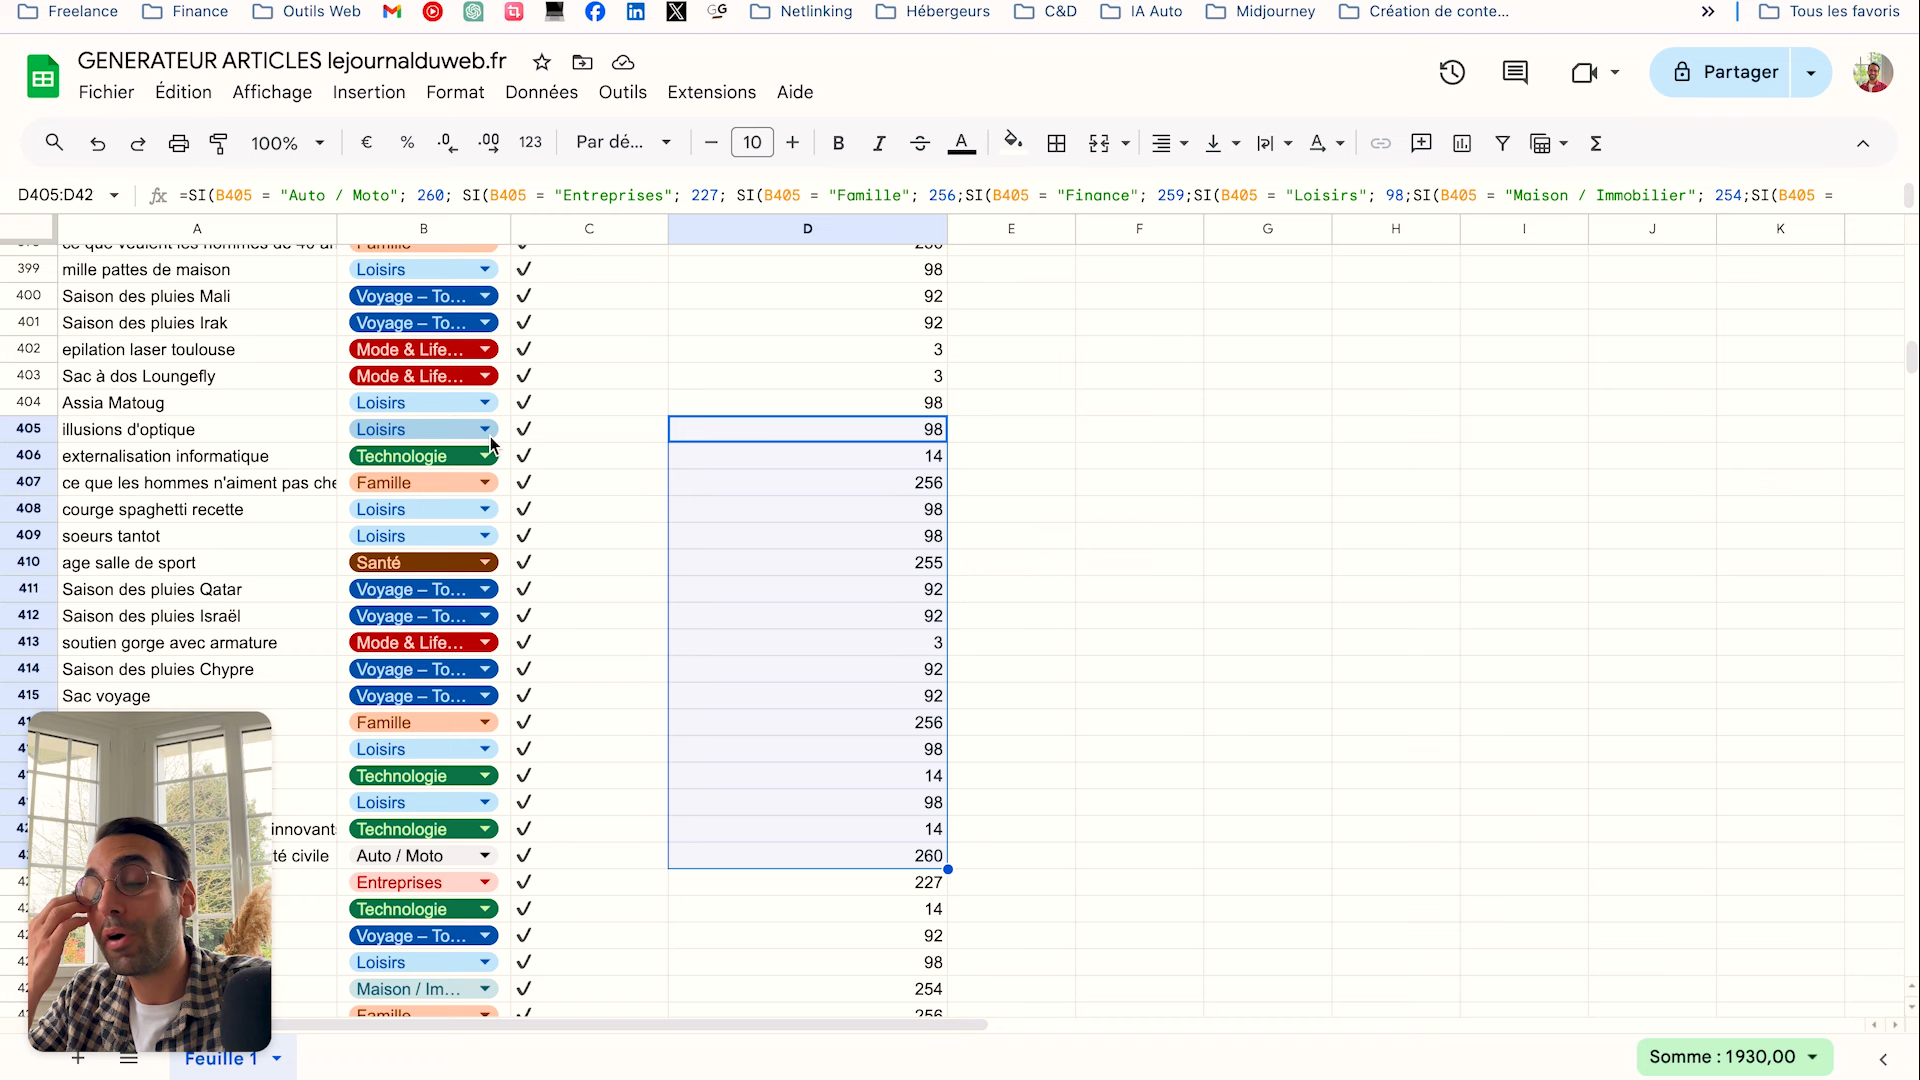 Freelance Finance Outils Web Netlinking Hébergeurs C&D IA Auto Midjourney Création de conte... » Tous les favoris
GENERATEUR ARTICLES lejournalduweb.fr
Partager
Fichier Édition Affichage Insertion Format Données Outils Extensions Aide
100% € % .0 .00 123 Par dé... − 10 + B I S A Σ
D405:D42 fx =SI(B405 = "Auto / Moto"; 260; SI(B405 = "Entreprises"; 227; SI(B405 = "Famille"; 256;SI(B405 = "Finance"; 259;SI(B405 = "Loisirs"; 98;SI(B405 = "Maison / Immobilier"; 254;SI(B405 =
A B C D E F G H I J K
399 mille pattes de maison Loisirs ✓ 98
400 Saison des pluies Mali Voyage – To... ✓ 92
401 Saison des pluies Irak Voyage – To... ✓ 92
402 epilation laser toulouse Mode & Life... ✓ 3
403 Sac à dos Loungefly Mode & Life... ✓ 3
404 Assia Matoug Loisirs ✓ 98
405 illusions d'optique Loisirs ✓ 98
406 externalisation informatique Technologie ✓ 14
407 ce que les hommes n'aiment pas che Famille ✓ 256
408 courge spaghetti recette Loisirs ✓ 98
409 soeurs tantot Loisirs ✓ 98
410 age salle de sport Santé ✓ 255
411 Saison des pluies Qatar Voyage – To... ✓ 92
412 Saison des pluies Israël Voyage – To... ✓ 92
413 soutien gorge avec armature Mode & Life... ✓ 3
414 Saison des pluies Chypre Voyage – To... ✓ 92
415 Sac voyage Voyage – To... ✓ 92
Famille ✓ 256
Loisirs ✓ 98
Technologie ✓ 14
Loisirs ✓ 98
innovant Technologie ✓ 14
té civile Auto / Moto ✓ 260
Entreprises ✓ 227
Technologie ✓ 14
Voyage – To... ✓ 92
Loisirs ✓ 98
Maison / Im... ✓ 254
Famille ✓ 256
Feuille 1 Somme : 1930,00